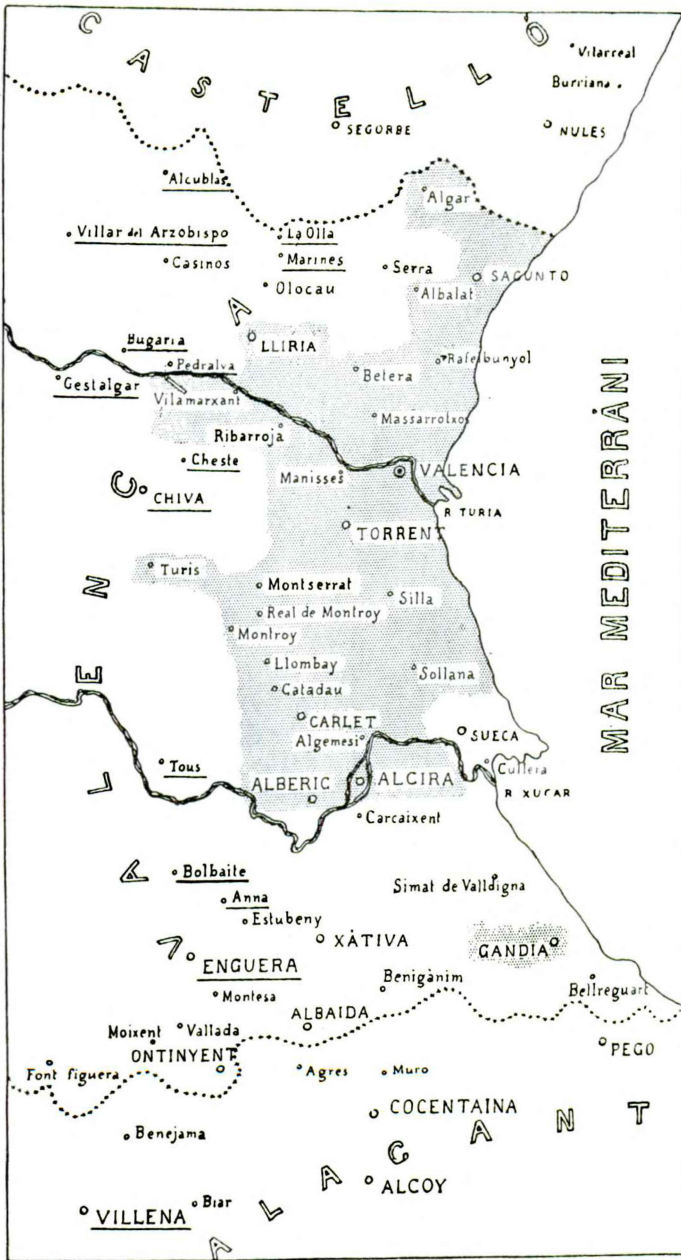 CASTELLO
Vilarreal
Burriana
SEGORBE
NULES
Alcublas
Algar
Villar del Arzobispo
La Olla
Casinos
Marines
Serra
SAGUNTO
Olocau
Albalat
LLIRIA
Bugaria
Pedralva
Rafelbunyol
Betera
Gestalgar
Vilamarxant
Massarrotxos
Ribarroja
Cheste
Manisses
VALENCIA
CHIVA
R TURIA
TORRENT
Turis
Montserrat
Silla
Real de Montroy
Montroy
Llombay
Sollana
Catadau
CARLET
SUECA
Algemesi
Tous
Cullera
ALBERIC
ALCIRA
R XUCAR
Carcaixent
Bolbaite
Simat de Valldigna
Anna
Estubeny
XÀTIVA
GANDÍA
ENGUERA
Benigànim
Bellreguart
Montesa
ALBAIDA
Moixent
Vallada
ONTINYENT
PEGO
Font figuera
Agres
Muro
COCENTAINA
Benejama
ALCOY
Biar
VILLENA
VALENCIA
ALACANT
MAR MEDITERRÀNI